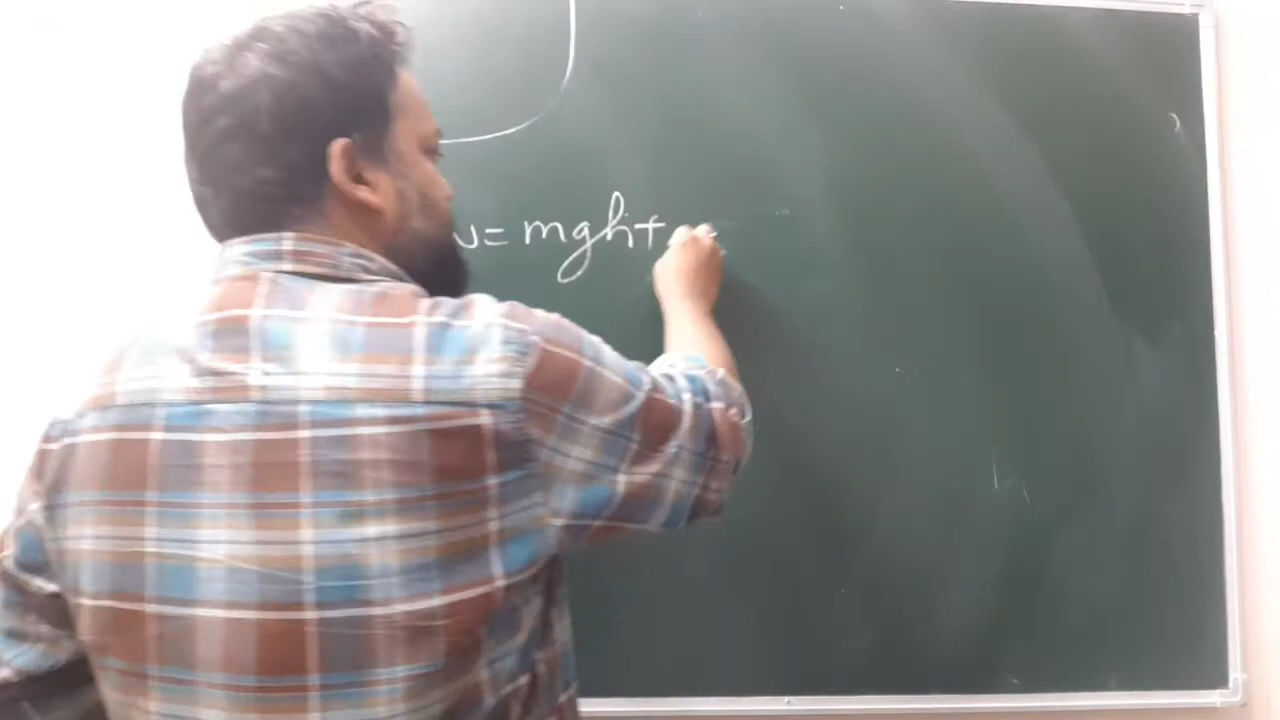 = mgh+